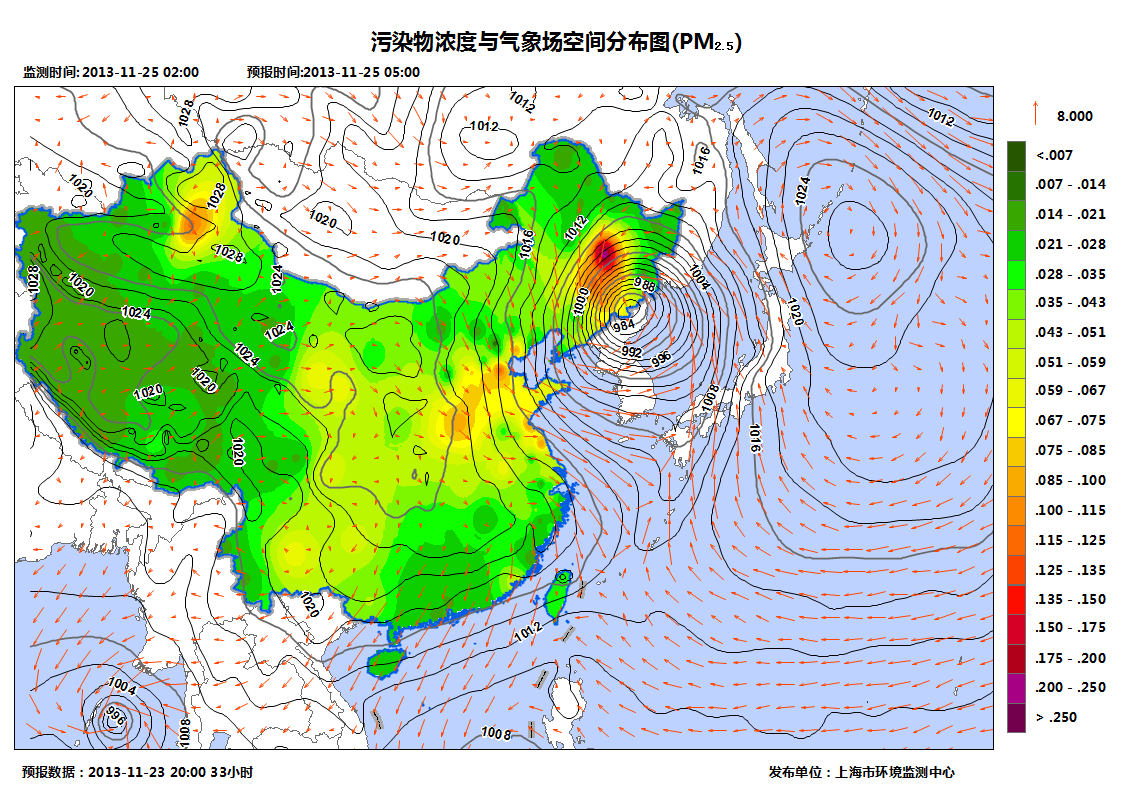 污染物浓度与气象场空间分布图(PM2.5)
监测时间: 2013-11-25 02:00 预报时间:2013-11-25 05:00
8.000
<.007
.007 - .014
.014 - .021
.021 - .028
.028 - .035
.035 - .043
.043 - .051
.051 - .059
.059 - .067
.067 - .075
.075 - .085
.085 - .100
.100 - .115
.115 - .125
.125 - .135
.135 - .150
.150 - .175
.175 - .200
.200 - .250
> .250
1028
1012
1012
1012
1016
1020
1028
1024
1020
1020
1012
1016
1028
1028
1020
1024
1004
988
1000
1020
1024
1024
984
1024
992
996
1020
1020
1008
1020
1016
1020
1012
1004
996
1008
1008
预报数据：2013-11-23 20:00 33小时
发布单位：上海市环境监测中心